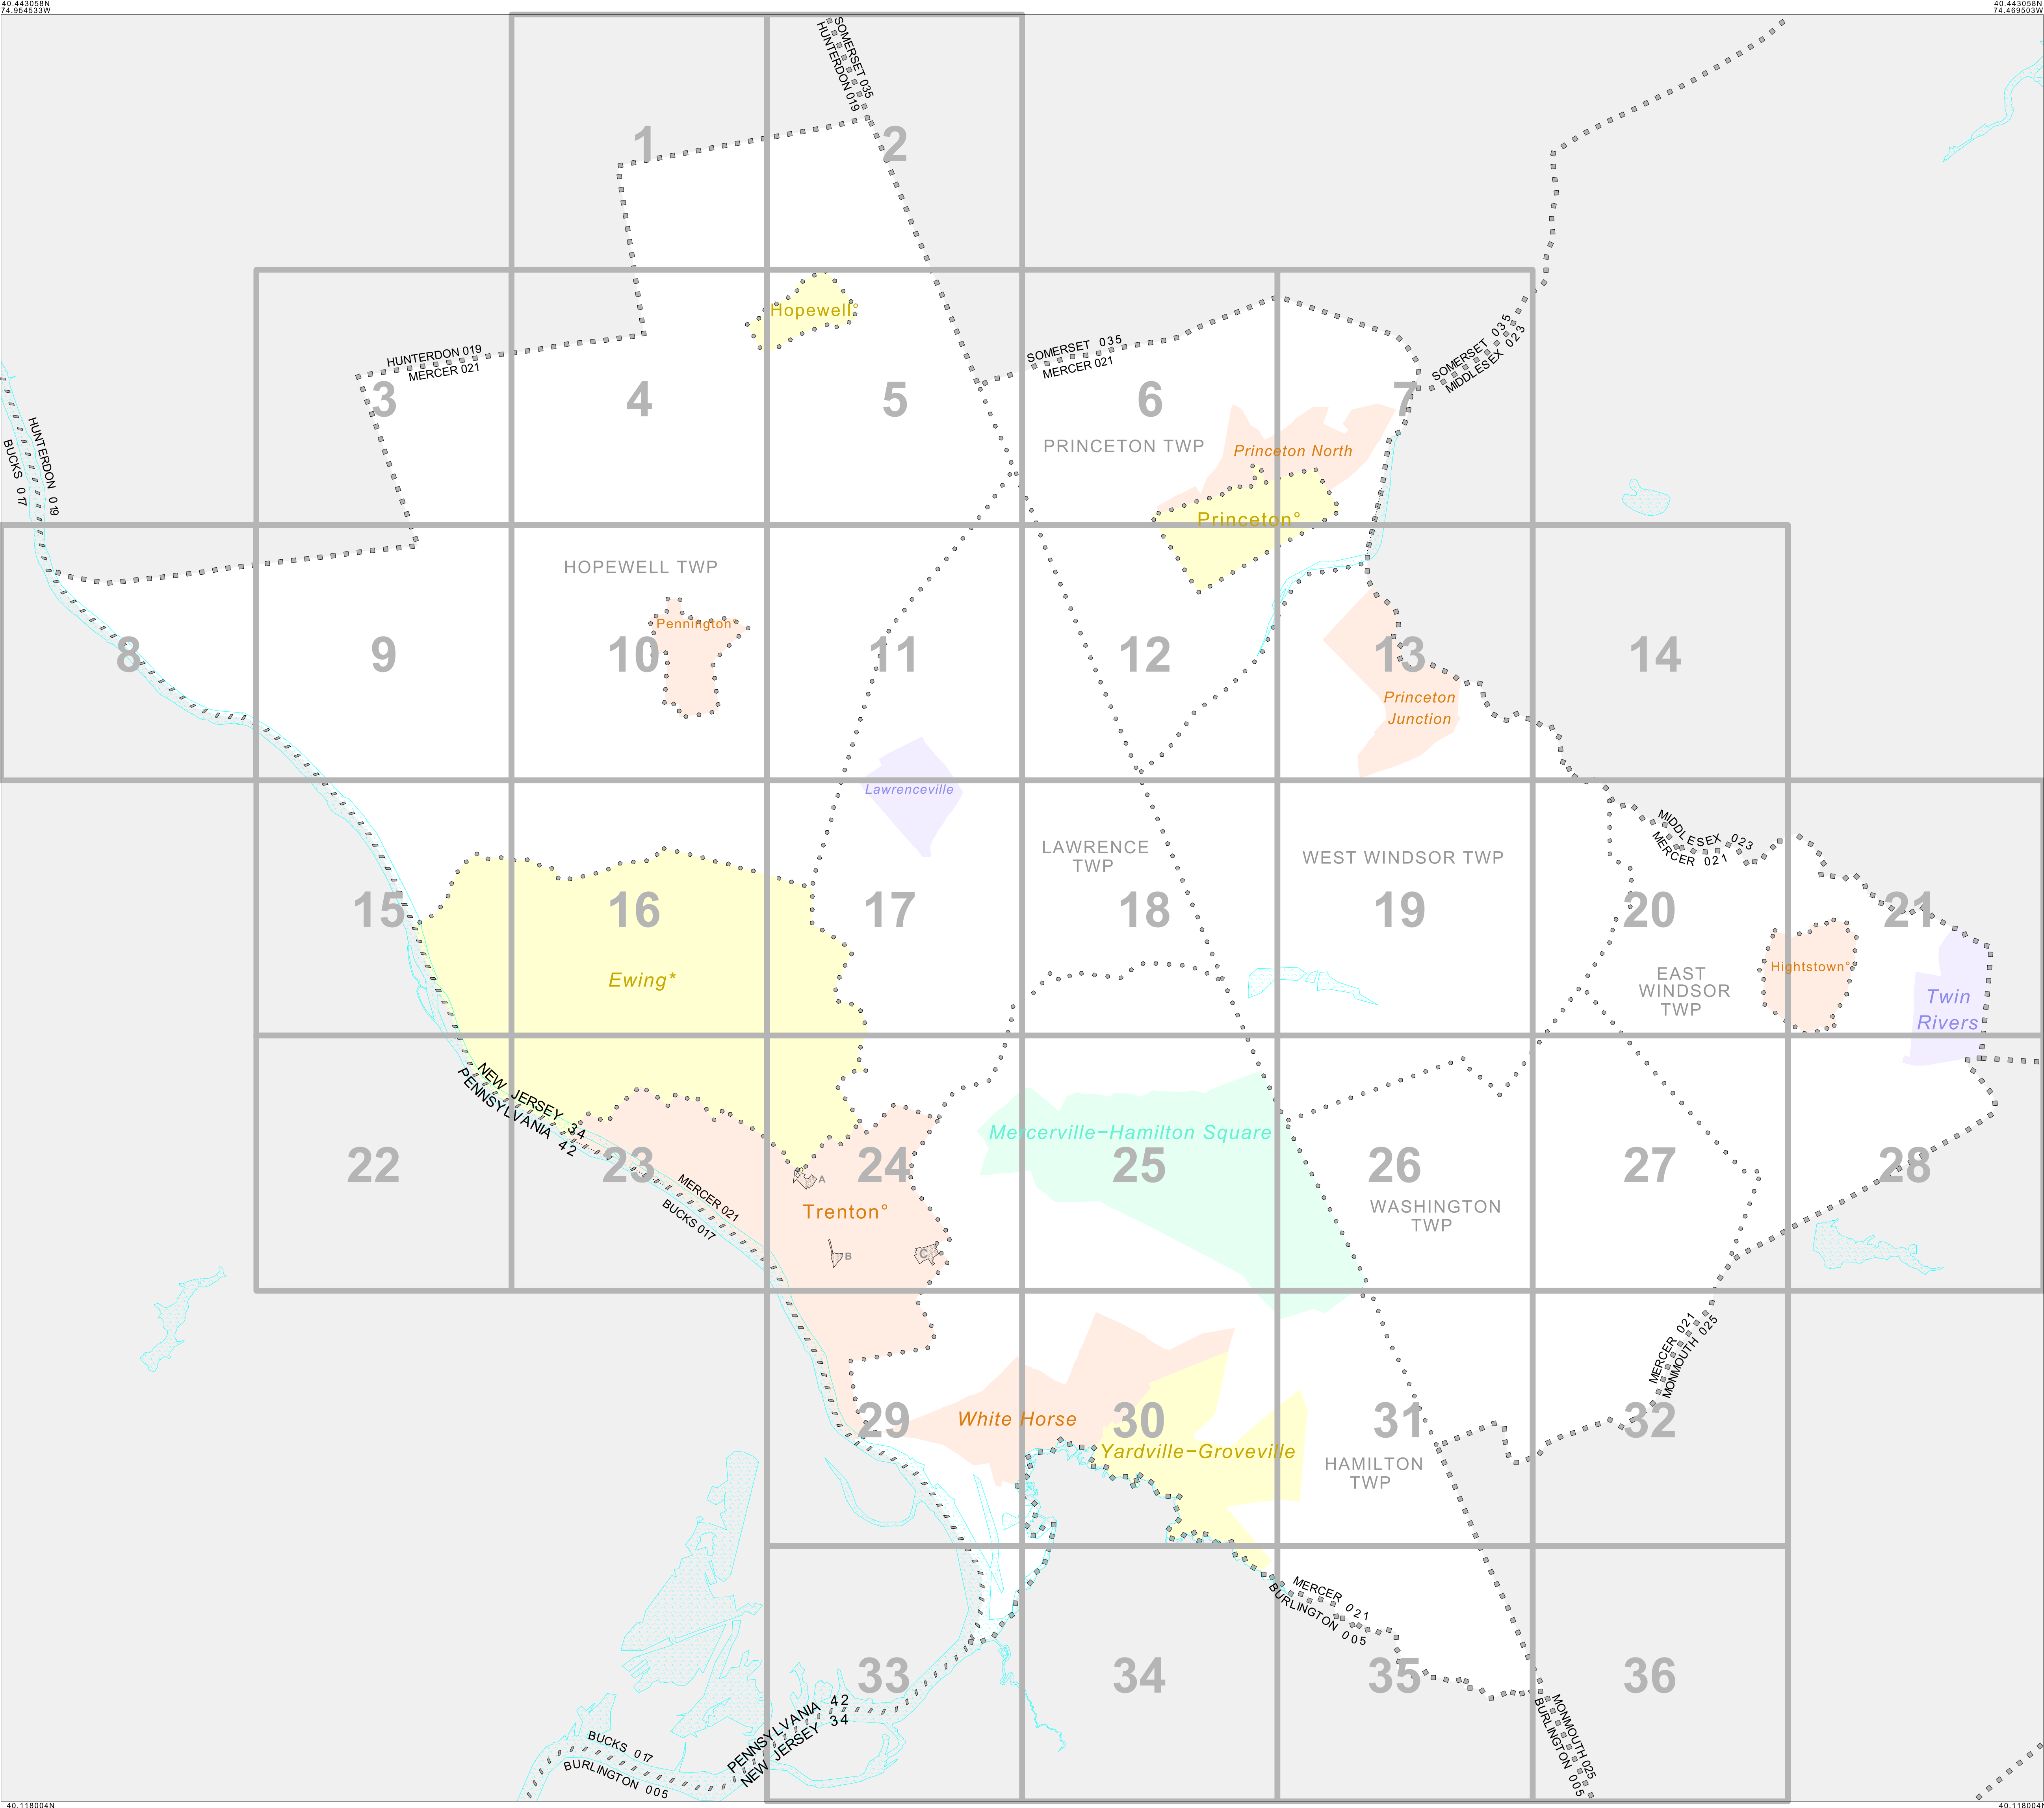 40.443058N
74.954533W
40.443058N
74.469503W
SOMERSET 035
HUNTERDON 019
1
2
Hopewell°
HUNTERDON 019
MERCER 021
SOMERSET 035
MERCER 021
SOMERSET 035
MIDDLESEX 023
3
4
5
6
7
HUNTERDON 019
BUCKS 017
PRINCETON TWP
Princeton North
Princeton°
HOPEWELL TWP
Pennington°
8
9
10
11
12
13
14
Princeton
Junction
Lawrenceville
LAWRENCE
TWP
WEST WINDSOR TWP
MIDDLESEX 023
MERCER 021
15
16
17
18
19
20
21
Ewing*
EAST
WINDSOR
TWP
Hightstown°
Twin
Rivers
NEW JERSEY 34
PENNSYLVANIA 42
Mercerville–Hamilton Square
22
23
24
25
26
27
28
A
MERCER 021
BUCKS 017
Trenton°
WASHINGTON
TWP
B
C
MERCER 021
MONMOUTH 025
29
30
31
32
White Horse
Yardville–Groveville
HAMILTON
TWP
MERCER 021
BURLINGTON 005
33
34
35
36
PENNSYLVANIA 42
NEW JERSEY 34
BUCKS 017
BURLINGTON 005
MONMOUTH 025
BURLINGTON 005
40.118004N
40.118004N